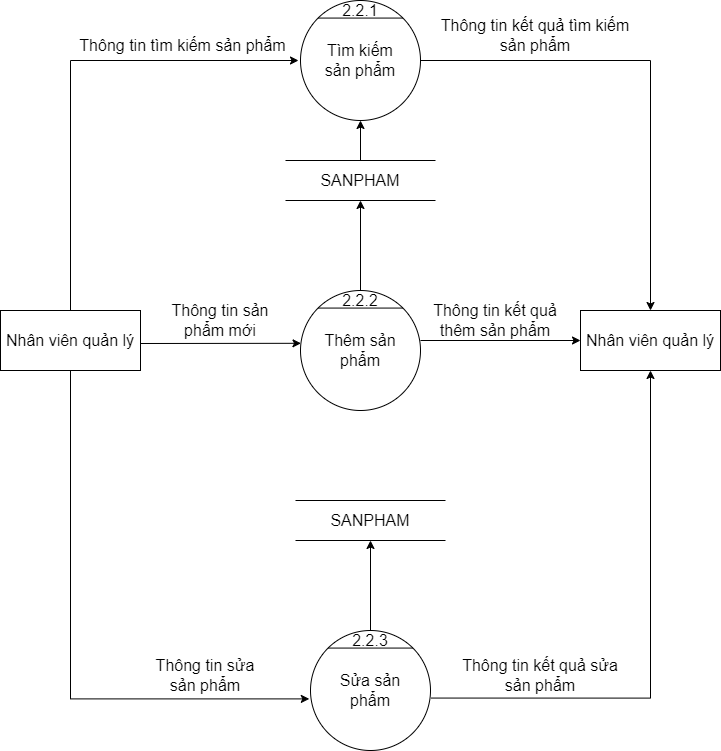 2.2.1
Tìm kiếm
sản phẩm
Thông tin tìm kiếm sản phẩm
Thông tin kết quả tìm kiếm
sản phẩm
SANPHAM
2.2.2
Thêm sản
phẩm
Thông tin sản
phẩm mới
Thông tin kết quả
thêm sản phẩm
Nhân viên quản lý
Nhân viên quản lý
SANPHAM
2.2.3
Sửa sản
phẩm
Thông tin sửa
sản phẩm
Thông tin kết quả sửa
sản phẩm